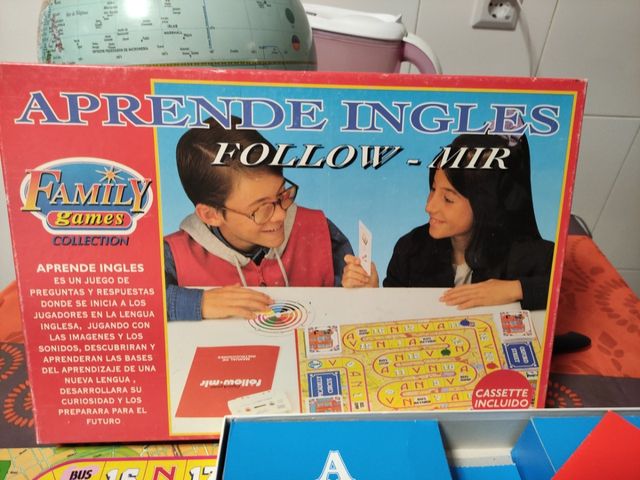 APRENDE INGLES
FOLLOW - MIR
FAMILY
games
COLLECTION
APRENDE INGLES
ES UN JUEGO DE
PREGUNTAS Y RESPUESTAS
DONDE SE INICIA A LOS
JUGADORES EN LA LENGUA
INGLESA, JUGANDO CON
LAS IMAGENES Y LOS
SONIDOS, DESCUBRIRAN Y
APRENDERAN LAS BASES
DEL APRENDIZAJE DE UNA
NUEVA LENGUA ,
DESARROLLARA SU
CURIOSIDAD Y LOS
PREPARARA PARA EL
FUTURO
follow-mir
CASSETTE
INCLUIDO
A
BUS 16 N 17